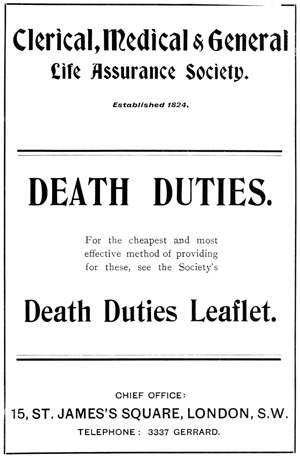 Clerical, Medical & General
Life Assurance Society.
Established 1824.
DEATH DUTIES.
For the cheapest and most
effective method of providing
for these, see the Society's
Death Duties Leaflet.
CHIEF OFFICE:
15, ST. JAMES'S SQUARE, LONDON, S.W.
TELEPHONE: 3337 GERRARD.